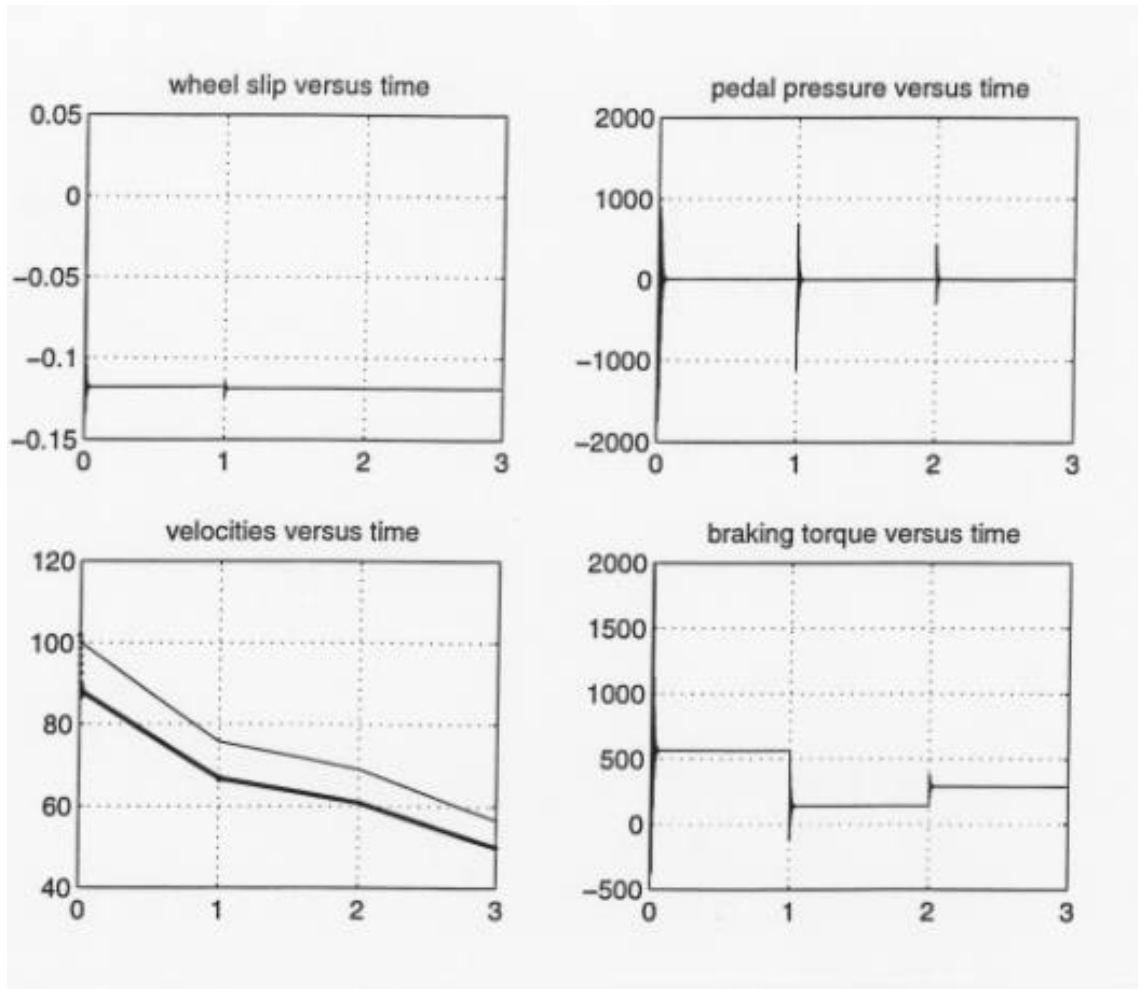 wheel slip versus time
0.05
0
−0.05
−0.1
−0.15
0 1 2 3
pedal pressure versus time
2000
1000
0
−1000
−2000
0 1 2 3
velocities versus time
120
100
80
60
40
0 1 2 3
braking torque versus time
2000
1500
1000
500
0
−500
0 1 2 3